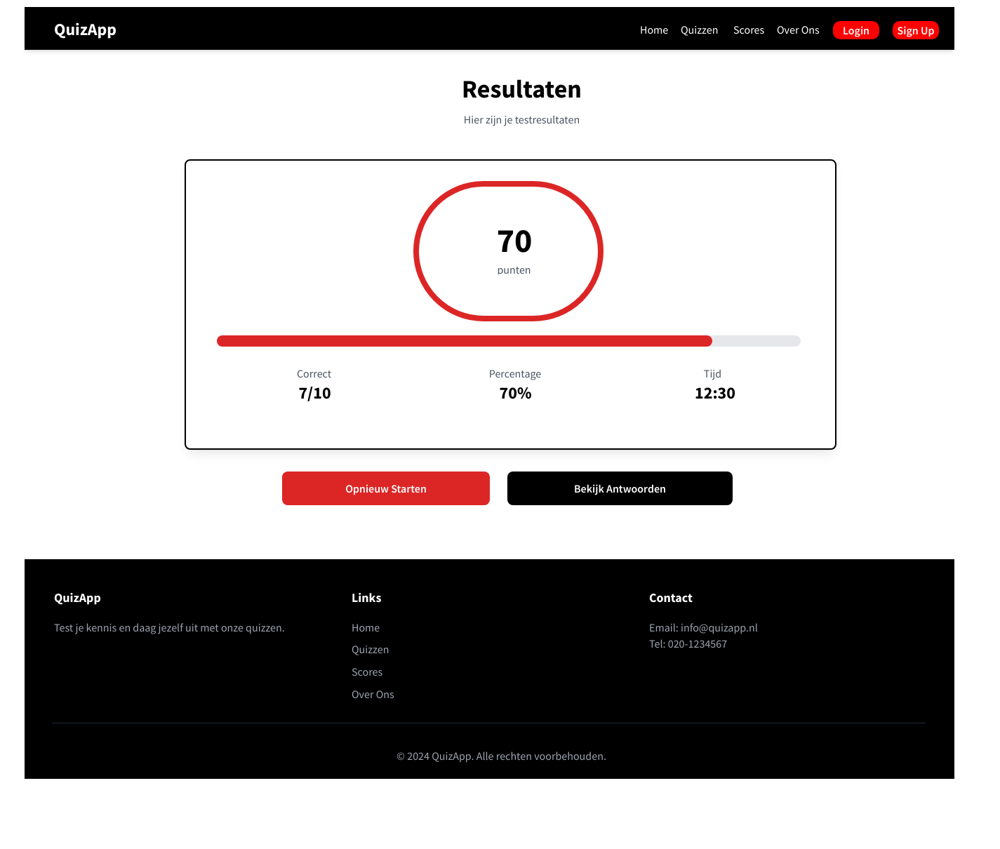 QuizApp
Home Quizzen Scores Over Ons Login Sign Up
Resultaten
Hier zijn je testresultaten
70
punten
Correct Percentage Tijd
7/10 70% 12:30
Opnieuw Starten Bekijk Antwoorden
QuizApp
Test je kennis en daag jezelf uit met onze quizzen.
Links
Home
Quizzen
Scores
Over Ons
Contact
Email: info@quizapp.nl
Tel: 020-1234567
© 2024 QuizApp. Alle rechten voorbehouden.